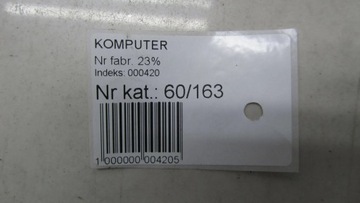 KOMPUTER
Nr fabr. 23%
Indeks: 000420
Nr kat.: 60/163
1 000000 004205